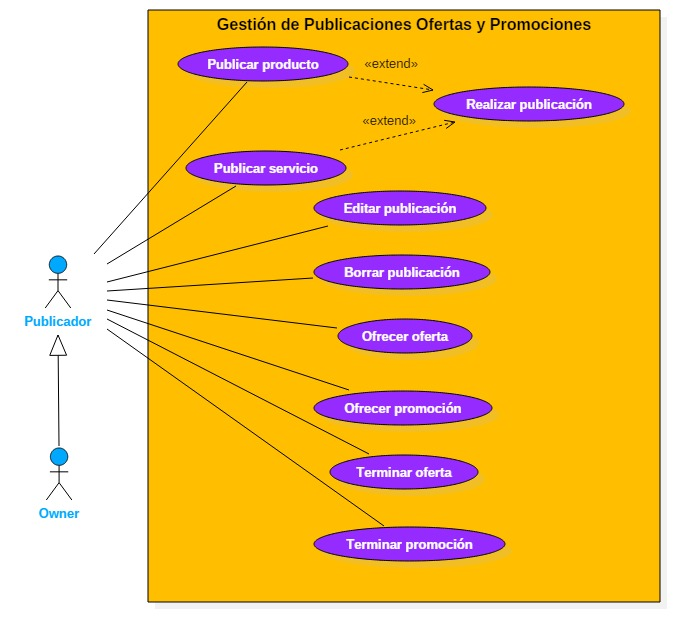 Gestión de Publicaciones Ofertas y Promociones
Publicar producto
«extend»
Realizar publicación
«extend»
Publicar servicio
Editar publicación
Borrar publicación
Publicador
Ofrecer oferta
Ofrecer promoción
Terminar oferta
Owner
Terminar promoción